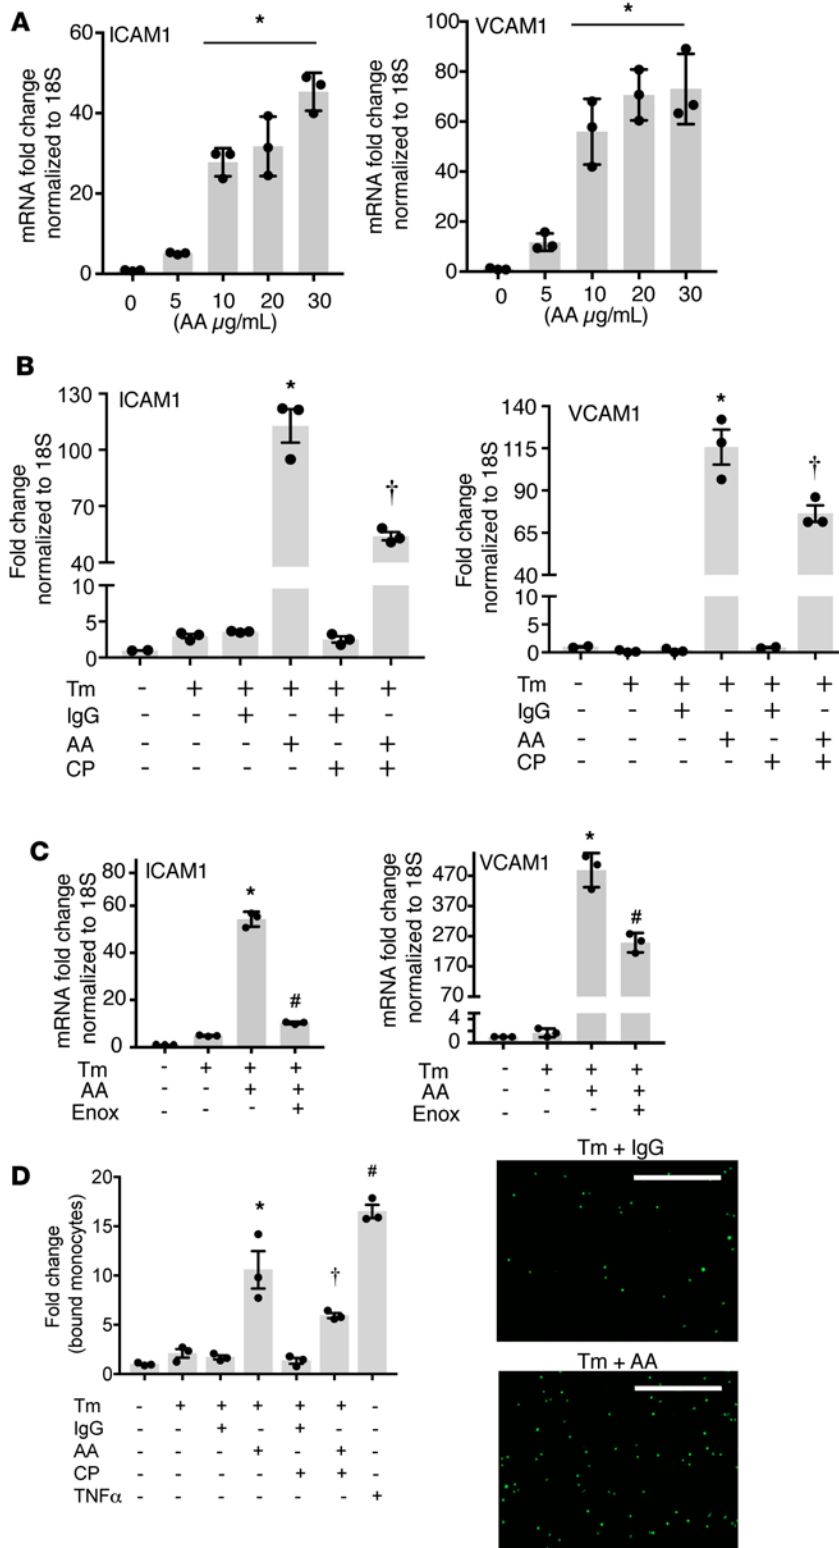 A
ICAM1
*
mRNA fold change
normalized to 18S
60
40
20
0
0 5 10 20 30
(AA µg/mL)
VCAM1
*
mRNA fold change
normalized to 18S
100
80
60
40
20
0
0 5 10 20 30
(AA µg/mL)
B
ICAM1
*
†
Fold change
normalized to 18S
130
100
70
40
10
5
0
Tm - + + + + +
IgG - - + - + -
AA - - - + - +
CP - - - - + +
VCAM1
*
†
Fold change
normalized to 18S
140
115
90
65
40
10
5
0
Tm - + + + + +
IgG - - + - + -
AA - - - + - +
CP - - - - + +
C
ICAM1
*
#
mRNA fold change
normalized to 18S
80
60
40
20
0
Tm - + + +
AA - - + +
Enox - - - +
VCAM1
*
#
mRNA fold change
normalized to 18S
470
370
270
170
70
4
2
0
Tm - + + +
AA - - + +
Enox - - - +
D
*
†
#
Fold change
(bound monocytes)
20
15
10
5
0
Tm - + + + + + -
IgG - - + - + - -
AA - - - + - + -
CP - - - - + + -
TNFα - - - - - - +
Tm + IgG
Tm + AA